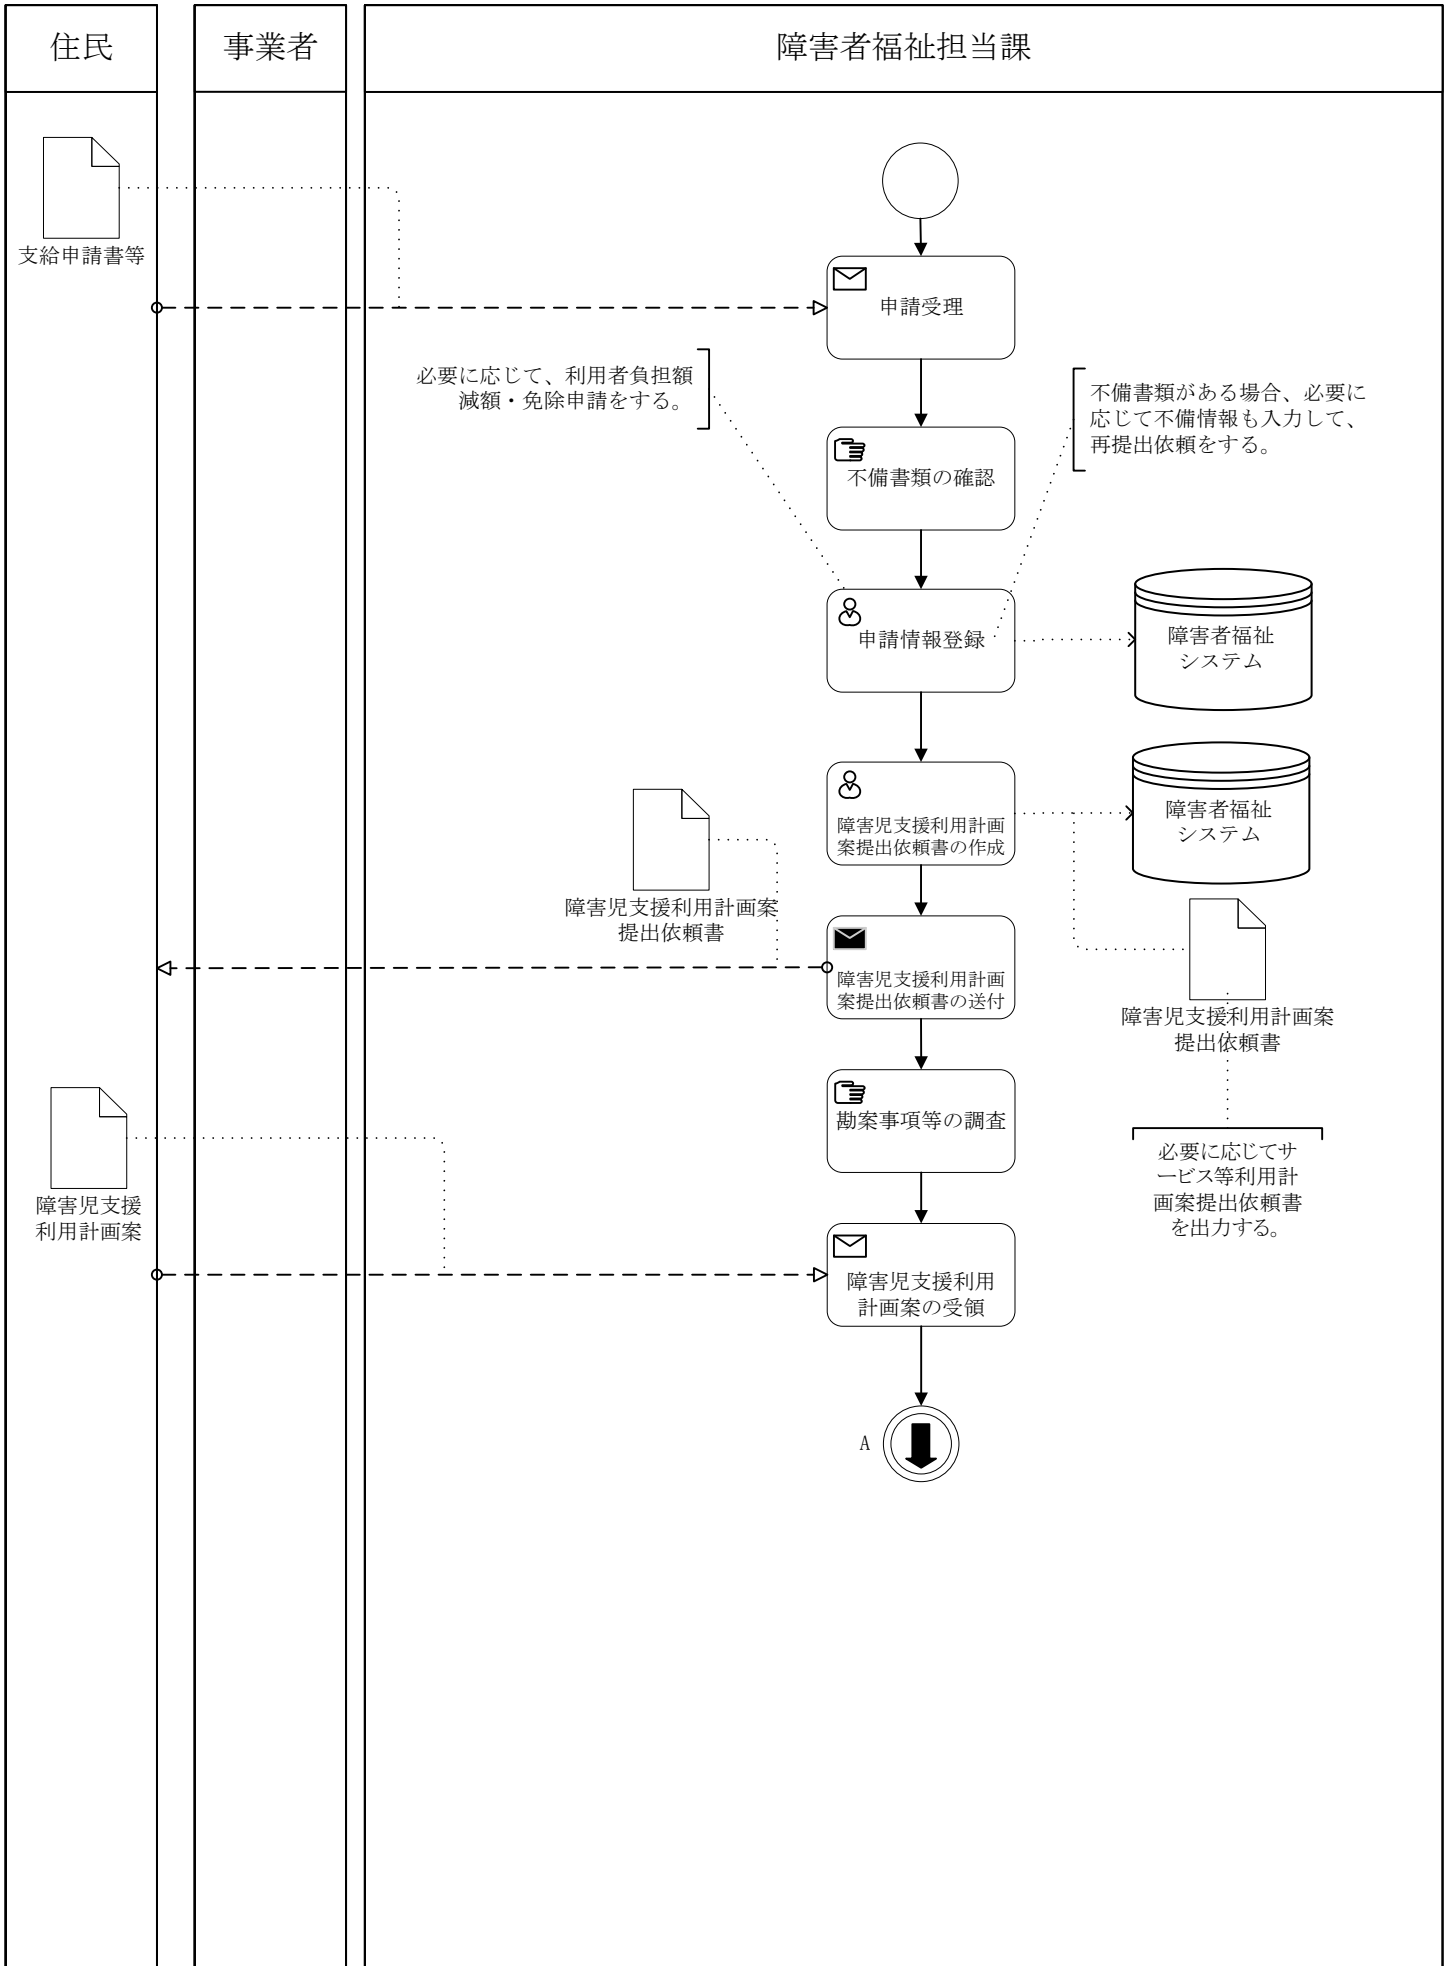 住民
事業者
障害者福祉担当課
支給申請書等
申請受理
必要に応じて、利用者負担額
減額・免除申請をする。
不備書類がある場合、必要に
応じて不備情報も入力して、
再提出依頼をする。
不備書類の確認
申請情報登録
障害者福祉
システム
障害児支援利用計画
案提出依頼書の作成
障害者福祉
システム
障害児支援利用計画案
提出依頼書
障害児支援利用計画
案提出依頼書の送付
障害児支援利用計画案
提出依頼書
勘案事項等の調査
必要に応じてサ
ービス等利用計
画案提出依頼書
を出力する。
障害児支援
利用計画案
障害児支援利用
計画案の受領
A